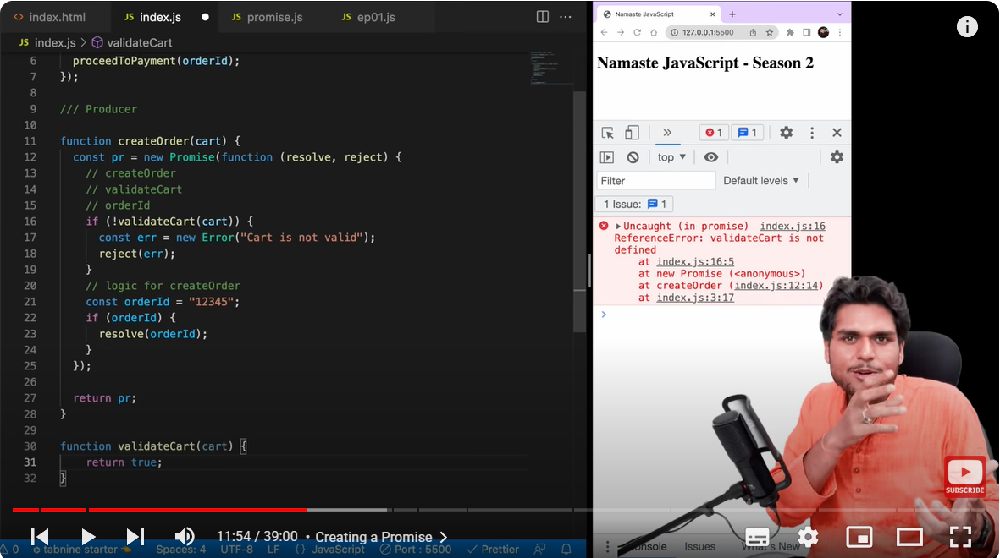 index.html
JS index.js
JS promise.js
JS ep01.js
JS index.js > validateCart
6 proceedToPayment(orderId);
7 });
8
9 /// Producer
10
11 function createOrder(cart) {
12 const pr = new Promise(function (resolve, reject) {
13 // createOrder
14 // validateCart
15 // orderId
16 if (!validateCart(cart)) {
17 const err = new Error("Cart is not valid");
18 reject(err);
19 }
20 // logic for createOrder
21 const orderId = "12345";
22 if (orderId) {
23 resolve(orderId);
24 }
25 });
26
27 return pr;
28 }
29
30 function validateCart(cart) {
31 return true;
32 }
Namaste JavaScript
127.0.0.1:5500
Namaste JavaScript - Season 2
1 1
top
Filter Default levels
1 Issue: 1
Uncaught (in promise) index.js:16
ReferenceError: validateCart is not
defined
at index.js:16:5
at new Promise (<anonymous>)
at createOrder (index.js:12:14)
at index.js:3:17
SUBSCRIBE
11:54 / 39:00 • Creating a Promise >
0 tabnine starter Spaces: 4 UTF-8 LF {} JavaScript Port : 5500 Prettier
Issues What's New